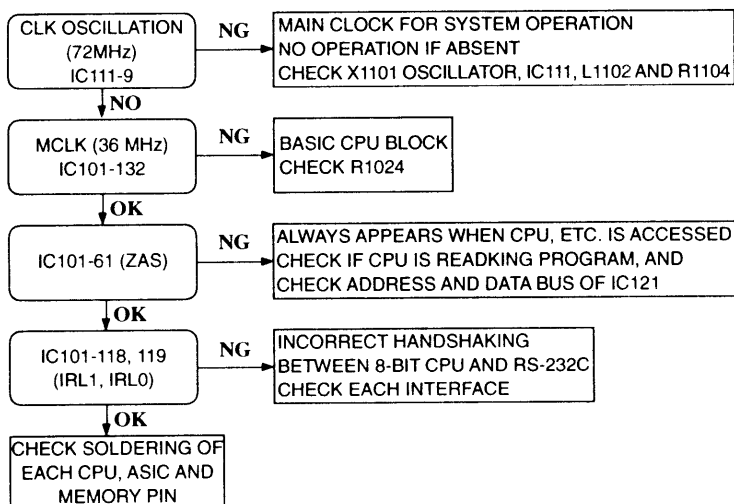 CLK OSCILLATION
(72MHz)
IC111-9
NG
MAIN CLOCK FOR SYSTEM OPERATION
NO OPERATION IF ABSENT
CHECK X1101 OSCILLATOR, IC111, L1102 AND R1104
NO
MCLK (36 MHz)
IC101-132
NG
BASIC CPU BLOCK
CHECK R1024
OK
IC101-61 (ZAS)
NG
ALWAYS APPEARS WHEN CPU, ETC. IS ACCESSED
CHECK IF CPU IS READKING PROGRAM, AND
CHECK ADDRESS AND DATA BUS OF IC121
OK
IC101-118, 119
(IRL1, IRL0)
NG
INCORRECT HANDSHAKING
BETWEEN 8-BIT CPU AND RS-232C
CHECK EACH INTERFACE
OK
CHECK SOLDERING OF
EACH CPU, ASIC AND
MEMORY PIN